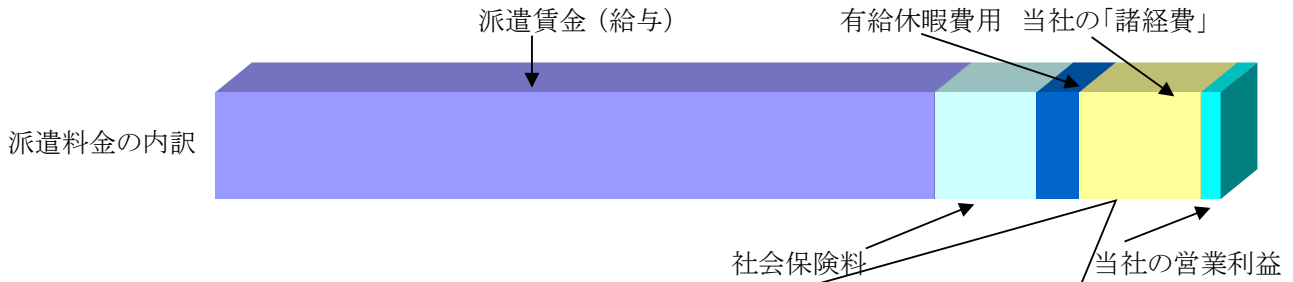 派遣賃金(給与)
有給休暇費用
当社の「諸経費」
派遣料金の内訳
社会保険料
当社の営業利益